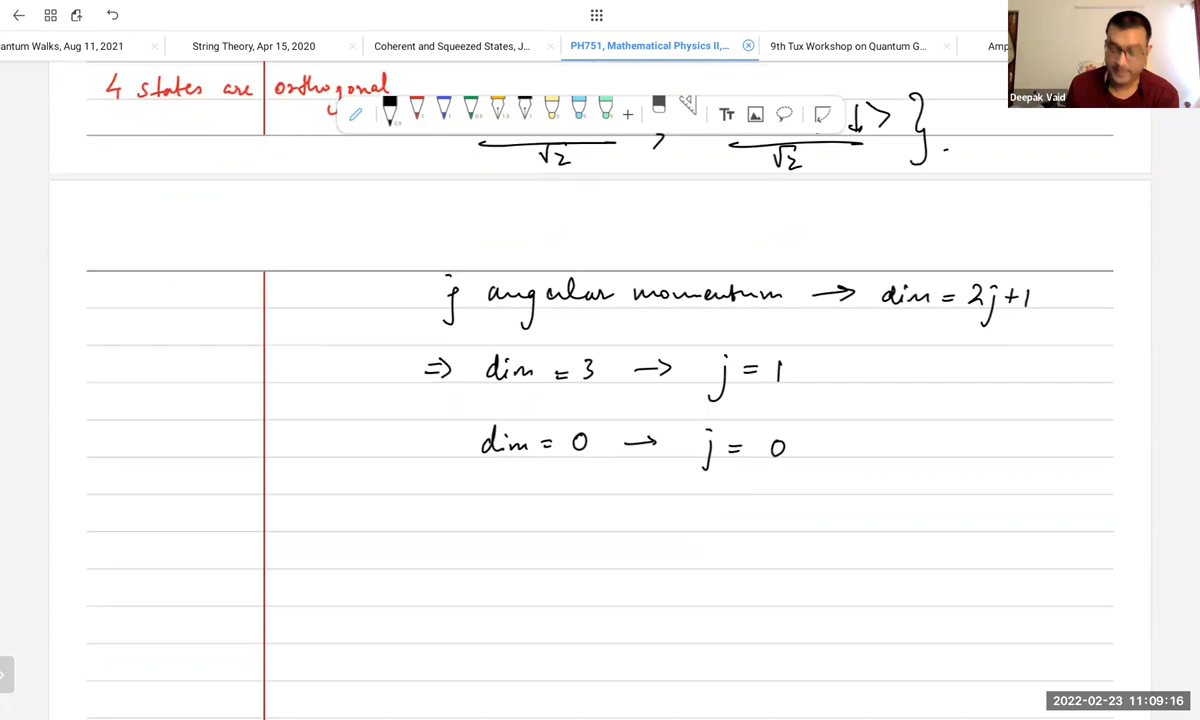 antum Walks, Aug 11, 2021 String Theory, Apr 15, 2020 Coherent and Squeezed States, J... PH751, Mathematical Physics II,... 9th Tux Workshop on Quantum G... Amp
Deepak Vaid
4 states are orthogonal
Tt
↓> }.
√2 , √2
j angular momentum → dim = 2j+1
⇒ dim = 3 → j = 1
dim = 0 → j = 0
2022-02-23 11:09:16